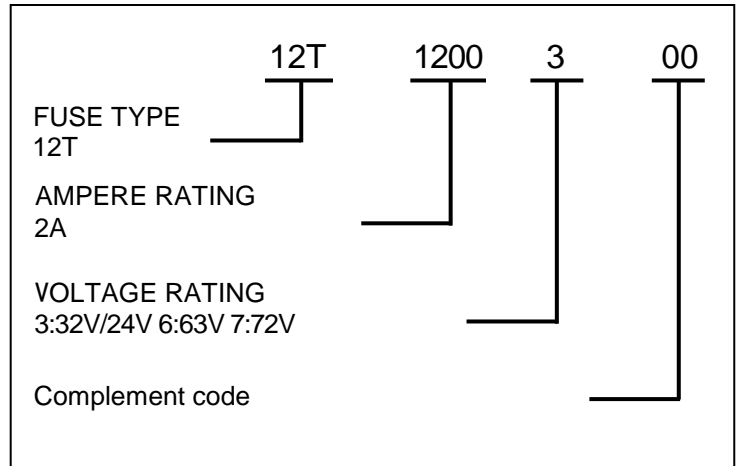 12T 1200 3 00
FUSE TYPE
12T
AMPERE RATING
2A
VOLTAGE RATING
3:32V/24V 6:63V 7:72V
Complement code